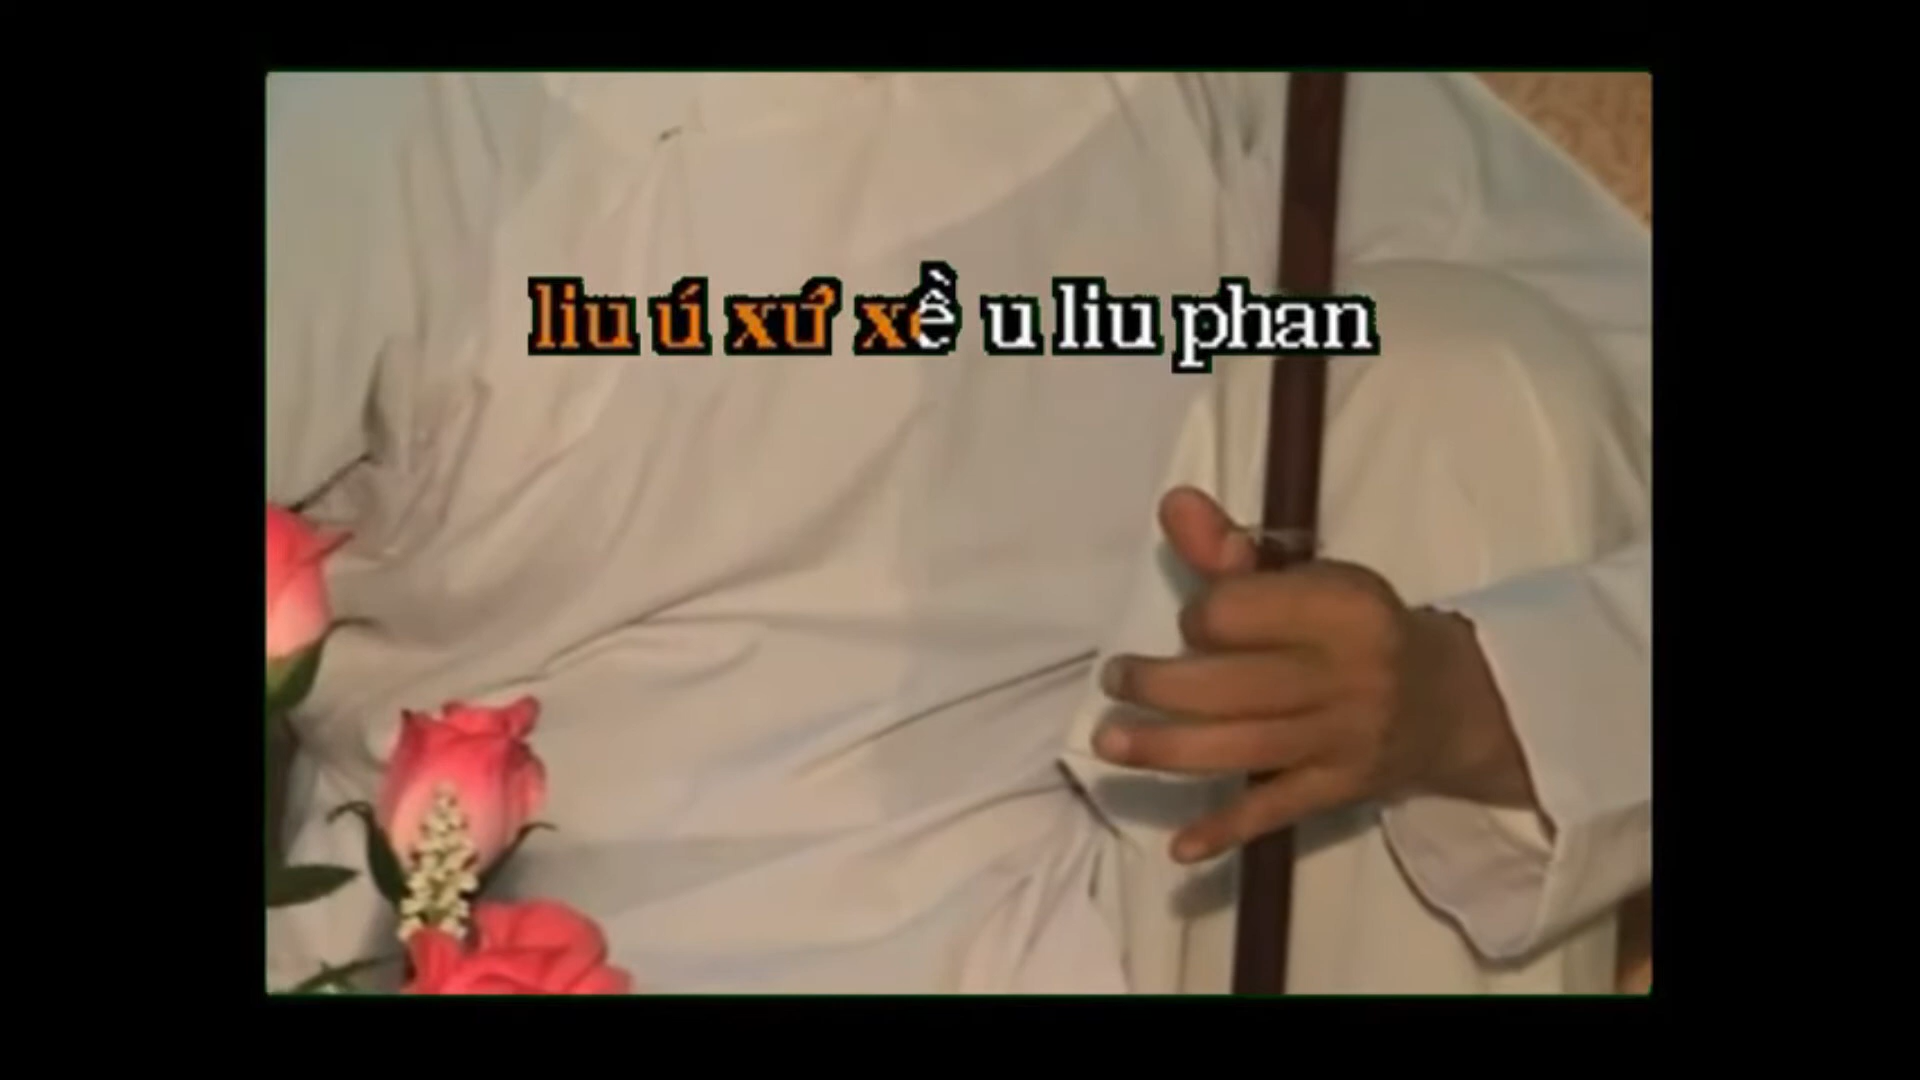 liu ú xứ xề u liu phan